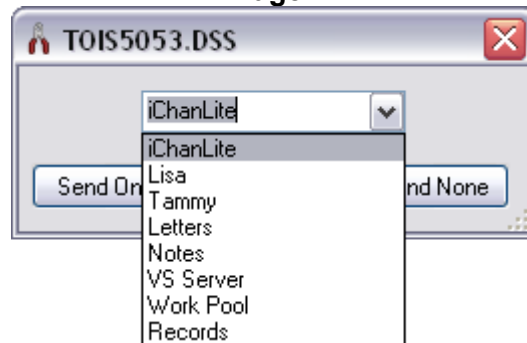 TOIS5053.DSS
iChanLite
iChanLite
Lisa
Tammy
Letters
Notes
VS Server
Work Pool
Records
Send On
nd None